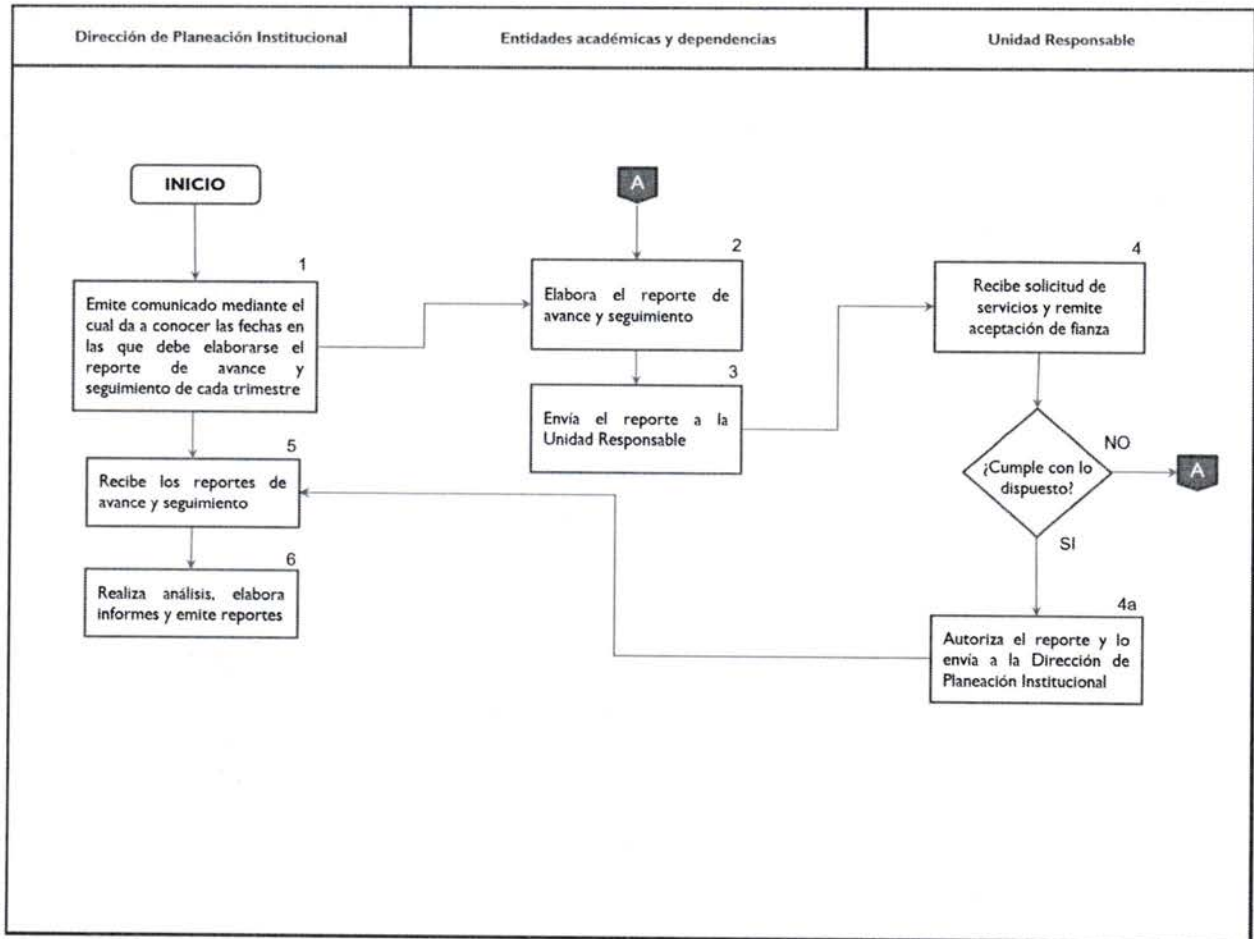 Dirección de Planeación Institucional
Entidades académicas y dependencias
Unidad Responsable
INICIO
1
Emite comunicado mediante el
cual da a conocer las fechas en
las que debe elaborarse el
reporte de avance y
seguimiento de cada trimestre
5
Recibe los reportes de
avance y seguimiento
6
Realiza análisis, elabora
informes y emite reportes
A
2
Elabora el reporte de
avance y seguimiento
3
Envía el reporte a la
Unidad Responsable
4
Recibe solicitud de
servicios y remite
aceptación de fianza
¿Cumple con lo
dispuesto?
NO
A
SI
4a
Autoriza el reporte y lo
envía a la Dirección de
Planeación Institucional